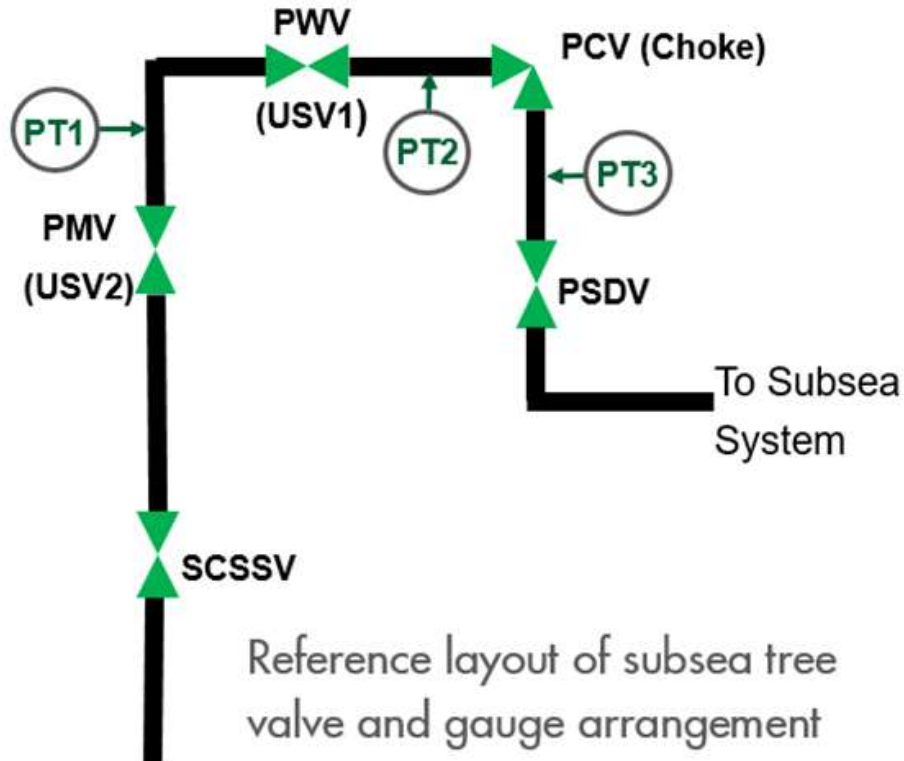 PWV
PCV (Choke)
(USV1)
PT1
PT2
PT3
PMV
(USV2)
PSDV
To Subsea
System
SCSSV
Reference layout of subsea tree
valve and gauge arrangement